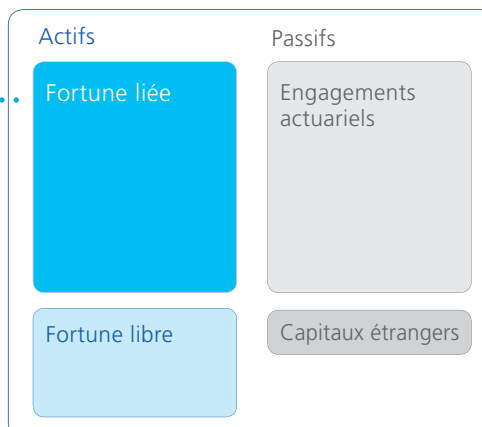 Actifs
Passifs
Fortune liée
Engagements
actuariels
Fortune libre
Capitaux étrangers